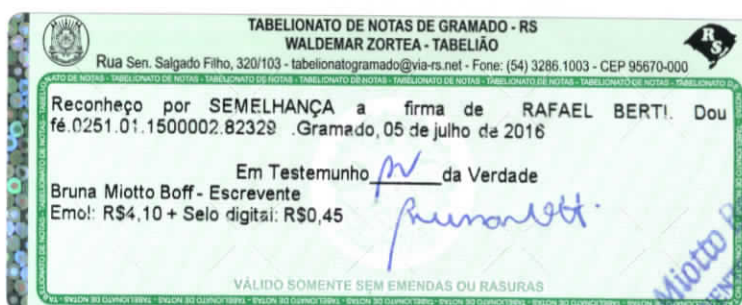 TABELIONATO DE NOTAS DE GRAMADO - RS
WALDEMAR ZORTEA - TABELIÃO
Rua Sen. Salgado Filho, 320/103 - tabelionatogramado@via-rs.net - Fone: (54) 3286.1003 - CEP 95670-000
RS
Reconheço por SEMELHANÇA a firma de RAFAEL BERTI. Dou
fé.0251.01.1500002.82329 .Gramado, 05 de julho de 2016
Em Testemunho da Verdade
Bruna Miotto Boff - Escrevente
Emol: R$4,10 + Selo digital: R$0,45
VÁLIDO SOMENTE SEM EMENDAS OU RASURAS
Miotto